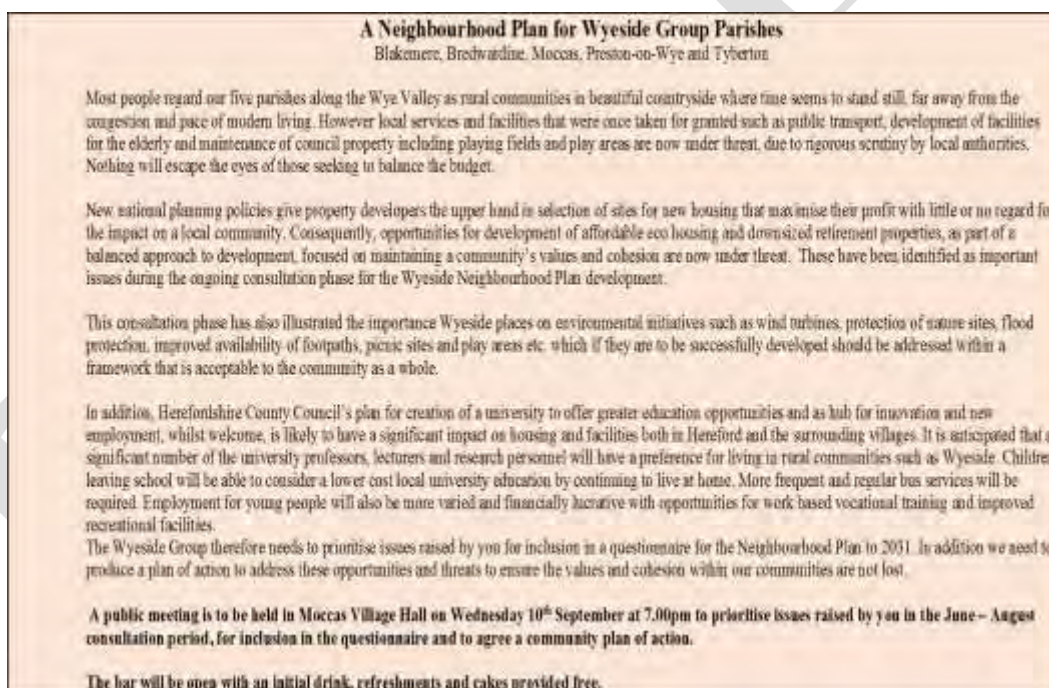 A Neighbourhood Plan for Wyeside Group Parishes
Blakemere, Bredwardine, Moccas, Preston-on-Wye and Tyberton
Most people regard our five parishes along the Wye Valley as rural communities in beautiful countryside where time seems to stand still, far away from the
congestion and pace of modern living. However local services and facilities that were once taken for granted such as public transport, development of facilities
for the elderly and maintenance of council property including playing fields and play areas are now under threat, due to rigorous scrutiny by local authorities.
Nothing will escape the eyes of those seeking to balance the budget.
New national planning policies give property developers the upper hand in selection of sites for new housing that maximise their profit with little or no regard fo
the impact on a local community. Consequently, opportunities for development of affordable eco housing and downsized retirement properties, as part of a
balanced approach to development, focused on maintaining a community's values and cohesion are now under threat. These have been identified as important
issues during the ongoing consultation phase for the Wyeside Neighbourhood Plan development.
This consultation phase has also illustrated the importance Wyeside places on environmental initiatives such as wind turbines, protection of nature sites, flood
protection, improved availability of footpaths, picnic sites and play areas etc. which if they are to be successfully developed should be addressed within a
framework that is acceptable to the community as a whole.
In addition, Herefordshire County Council's plan for creation of a university to offer greater education opportunities and as hub for innovation and new
employment, whilst welcome, is likely to have a significant impact on housing and facilities both in Hereford and the surrounding villages. It is anticipated that a
significant number of the university professors, lecturers and research personnel will have a preference for living in rural communities such as Wyeside. Childre
leaving school will be able to consider a lower cost local university education by continuing to live at home. More frequent and regular bus services will be
required. Employment for young people will also be more varied and financially lucrative with opportunities for work based vocational training and improved
recreational facilities.
The Wyeside Group therefore needs to prioritise issues raised by you for inclusion in a questionnaire for the Neighbourhood Plan to 2031. In addition we need to
produce a plan of action to address these opportunities and threats to ensure the values and cohesion within our communities are not lost.
A public meeting is to be held in Moccas Village Hall on Wednesday 10th September at 7.00pm to prioritise issues raised by you in the June – August
consultation period, for inclusion in the questionnaire and to agree a community plan of action.
The bar will be open with an initial drink, refreshments and cakes provided free.